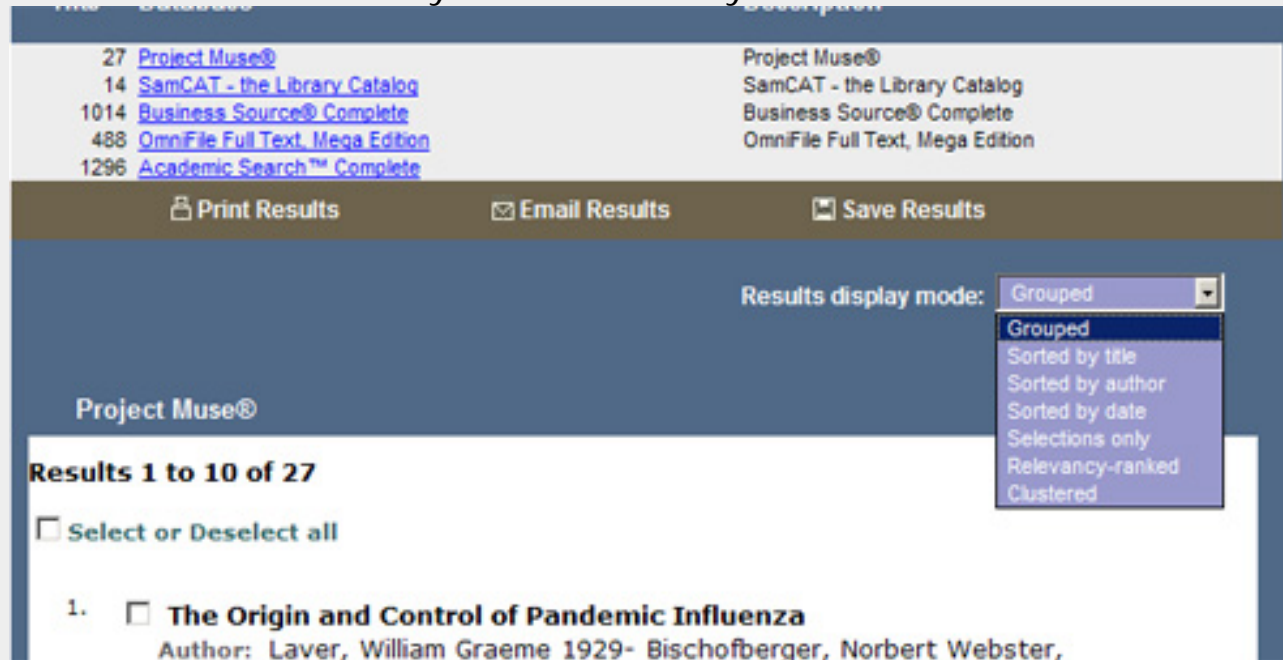 Hits Database Description
27 Project Muse® Project Muse®
14 SamCAT - the Library Catalog SamCAT - the Library Catalog
1014 Business Source® Complete Business Source® Complete
488 OmniFile Full Text, Mega Edition OmniFile Full Text, Mega Edition
1296 Academic Search™ Complete
Print Results Email Results Save Results
Results display mode: Grouped
Grouped
Sorted by title
Sorted by author
Sorted by date
Selections only
Relevancy-ranked
Clustered
Project Muse®
Results 1 to 10 of 27
Select or Deselect all
1. The Origin and Control of Pandemic Influenza
Author: Laver, William Graeme 1929- Bischofberger, Norbert Webster,